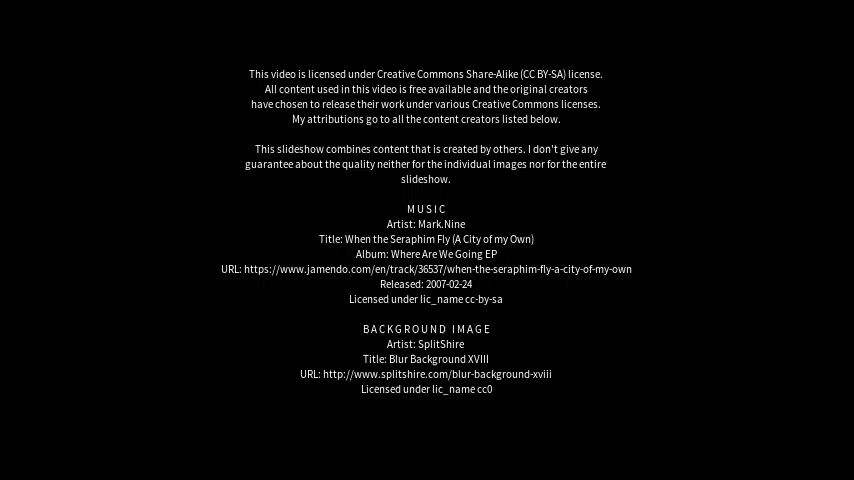 This video is licensed under Creative Commons Share-Alike (CC BY-SA) license.
All content used in this video is free available and the original creators
have chosen to release their work under various Creative Commons licenses.
My attributions go to all the content creators listed below.
This slideshow combines content that is created by others. I don't give any
guarantee about the quality neither for the individual images nor for the entire
slideshow.
MUSIC
Artist: Mark.Nine
Title: When the Seraphim Fly (A City of my Own)
Album: Where Are We Going EP
URL: https://www.jamendo.com/en/track/36537/when-the-seraphim-fly-a-city-of-my-own
Released: 2007-02-24
Licensed under lic_name cc-by-sa
BACKGROUND IMAGE
Artist: SplitShire
Title: Blur Background XVIII
URL: http://www.splitshire.com/blur-background-xviii
Licensed under lic_name cc0